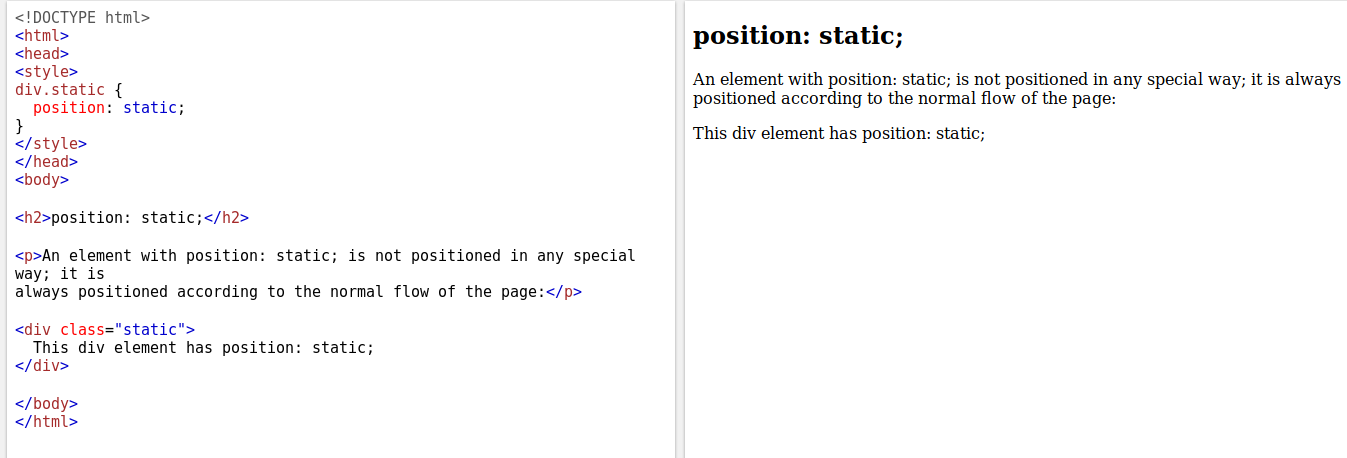 <!DOCTYPE html>
<html>
<head>
<style>
div.static {
  position: static;
}
</style>
</head>
<body>

<h2>position: static;</h2>

<p>An element with position: static; is not positioned in any special
way; it is
always positioned according to the normal flow of the page:</p>

<div class="static">
  This div element has position: static;
</div>

</body>
</html>

position: static;
An element with position: static; is not positioned in any special way; it is always
positioned according to the normal flow of the page:
This div element has position: static;